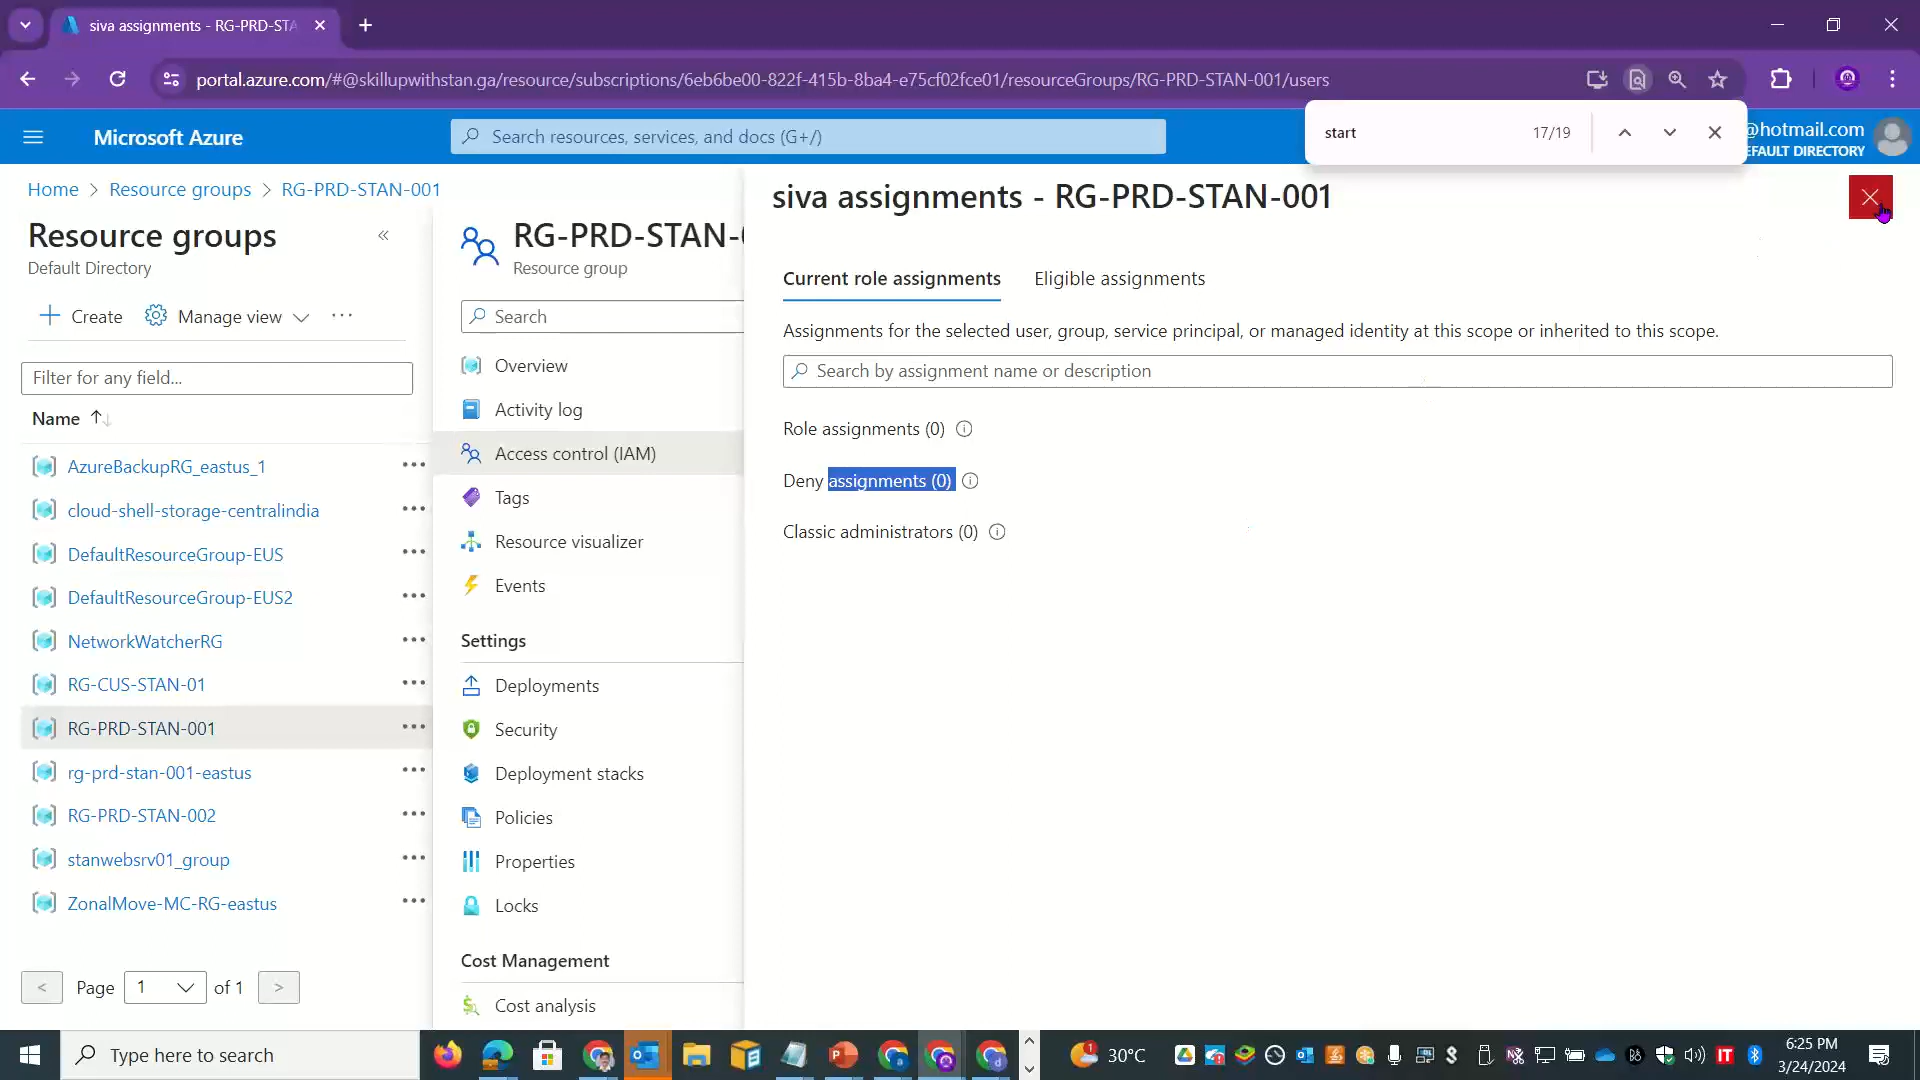 siva assignments - RG-PRD-STA
portal.azure.com/#@skillupwithstan.ga/resource/subscriptions/6eb6be00-822f-415b-8ba4-e75cf02fce01/resourceGroups/RG-PRD-STAN-001/users
start 17/19
Microsoft Azure
Search resources, services, and docs (G+/)
@hotmail.com
EFAULT DIRECTORY
Home > Resource groups > RG-PRD-STAN-001
Resource groups
Default Directory
Create
Manage view
Filter for any field...
Name
AzureBackupRG_eastus_1
cloud-shell-storage-centralindia
DefaultResourceGroup-EUS
DefaultResourceGroup-EUS2
NetworkWatcherRG
RG-CUS-STAN-01
RG-PRD-STAN-001
rg-prd-stan-001-eastus
RG-PRD-STAN-002
stanwebsrv01_group
ZonalMove-MC-RG-eastus
< Page 1 of 1 >
RG-PRD-STAN-
Resource group
Search
Overview
Activity log
Access control (IAM)
Tags
Resource visualizer
Events
Settings
Deployments
Security
Deployment stacks
Policies
Properties
Locks
Cost Management
Cost analysis
siva assignments - RG-PRD-STAN-001
Current role assignments
Eligible assignments
Assignments for the selected user, group, service principal, or managed identity at this scope or inherited to this scope.
Search by assignment name or description
Role assignments (0)
Deny assignments (0)
Classic administrators (0)
Type here to search
30°C
6:25 PM
3/24/2024